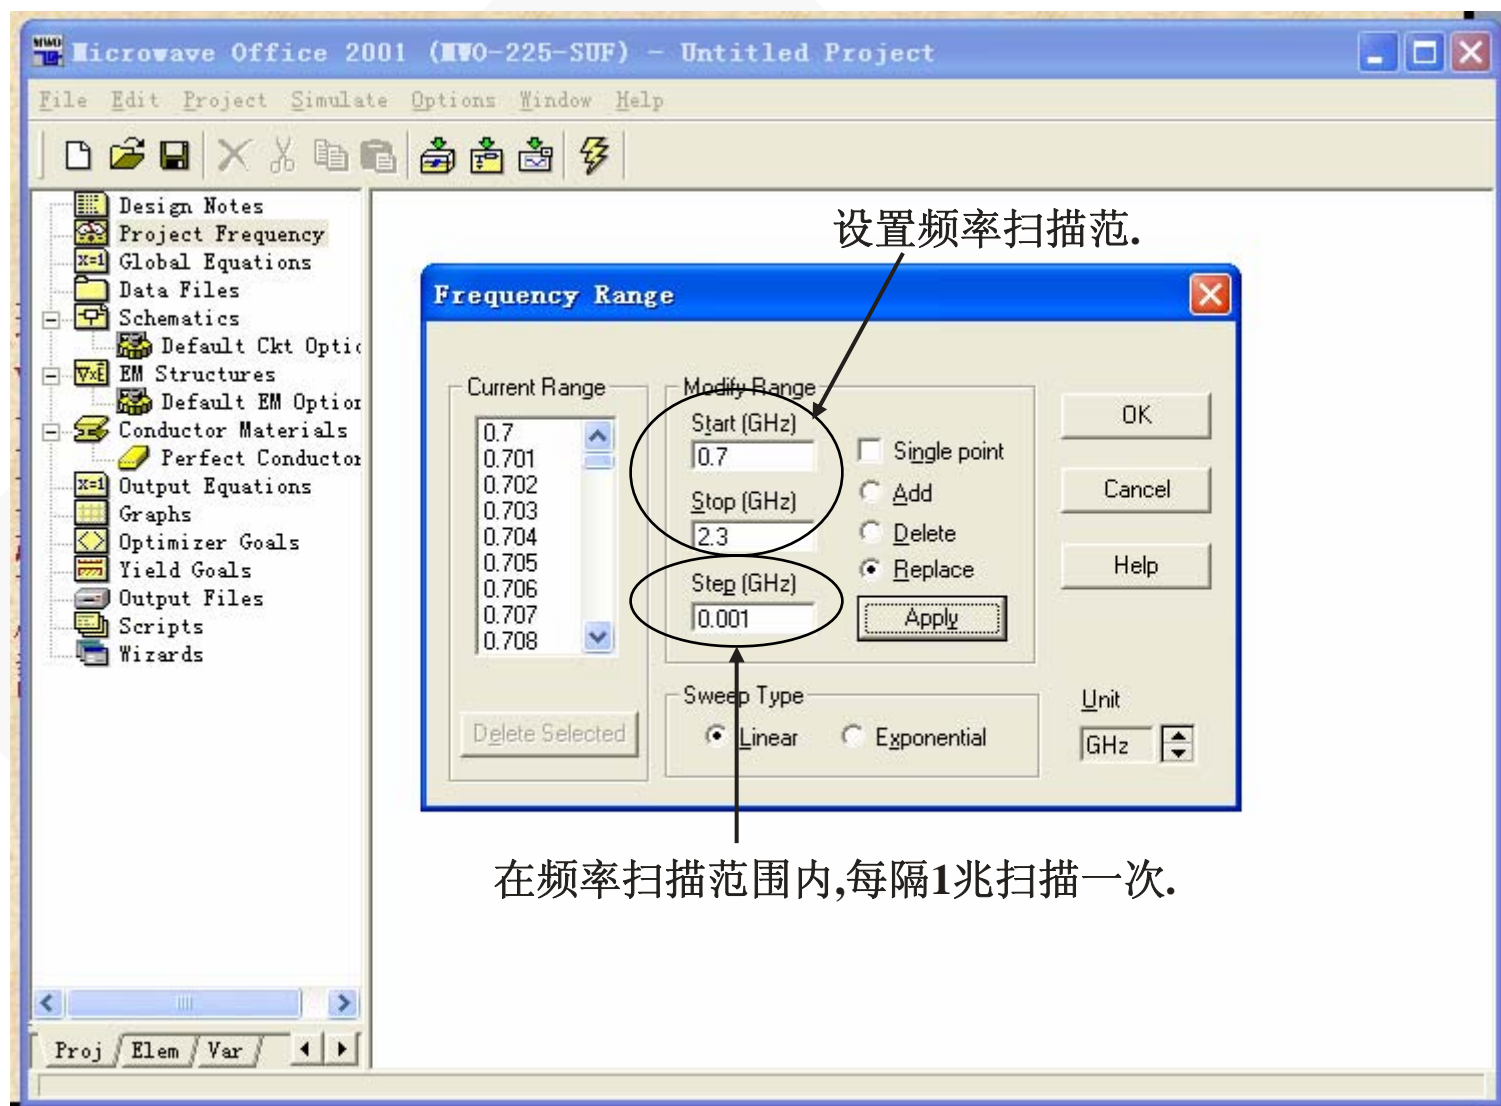 Microwave Office 2001 (MWO-225-SUF) - Untitled Project
File Edit Project Simulate Options Window Help
Design Notes
Project Frequency
X=1 Global Equations
Data Files
Schematics
Default Ckt Optic
∇xE EM Structures
Default EM Option
Conductor Materials
Perfect Conductor
X=1 Output Equations
Graphs
Optimizer Goals
Yield Goals
Output Files
Scripts
Wizards
Proj Elem Var
设置频率扫描范.
Frequency Range
Current Range
0.7
0.701
0.702
0.703
0.704
0.705
0.706
0.707
0.708
Delete Selected
Modify Range
Start (GHz)
0.7
Stop (GHz)
2.3
Step (GHz)
0.001
Single point
Add
Delete
Replace
Apply
Sweep Type
Linear Exponential
OK
Cancel
Help
Unit
GHz
在频率扫描范围内,每隔1兆扫描一次.